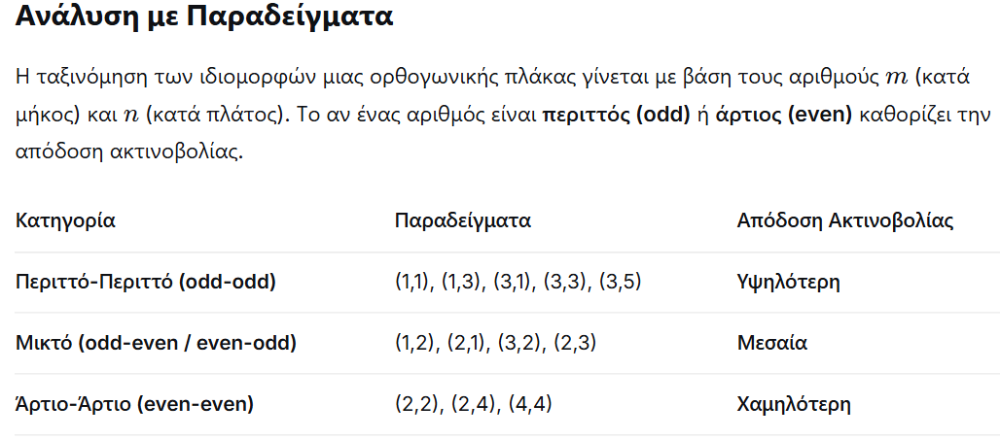 Ανάλυση με Παραδείγματα
Η ταξινόμηση των ιδιομορφών μιας ορθογωνικής πλάκας γίνεται με βάση τους αριθμούς m (κατά
μήκος) και n (κατά πλάτος). Το αν ένας αριθμός είναι περιττός (odd) ή άρτιος (even) καθορίζει την
απόδοση ακτινοβολίας.
Κατηγορία Παραδείγματα Απόδοση Ακτινοβολίας
Περιττό-Περιττό (odd-odd) (1,1), (1,3), (3,1), (3,3), (3,5) Υψηλότερη
Μικτό (odd-even / even-odd) (1,2), (2,1), (3,2), (2,3) Μεσαία
Άρτιο-Άρτιο (even-even) (2,2), (2,4), (4,4) Χαμηλότερη